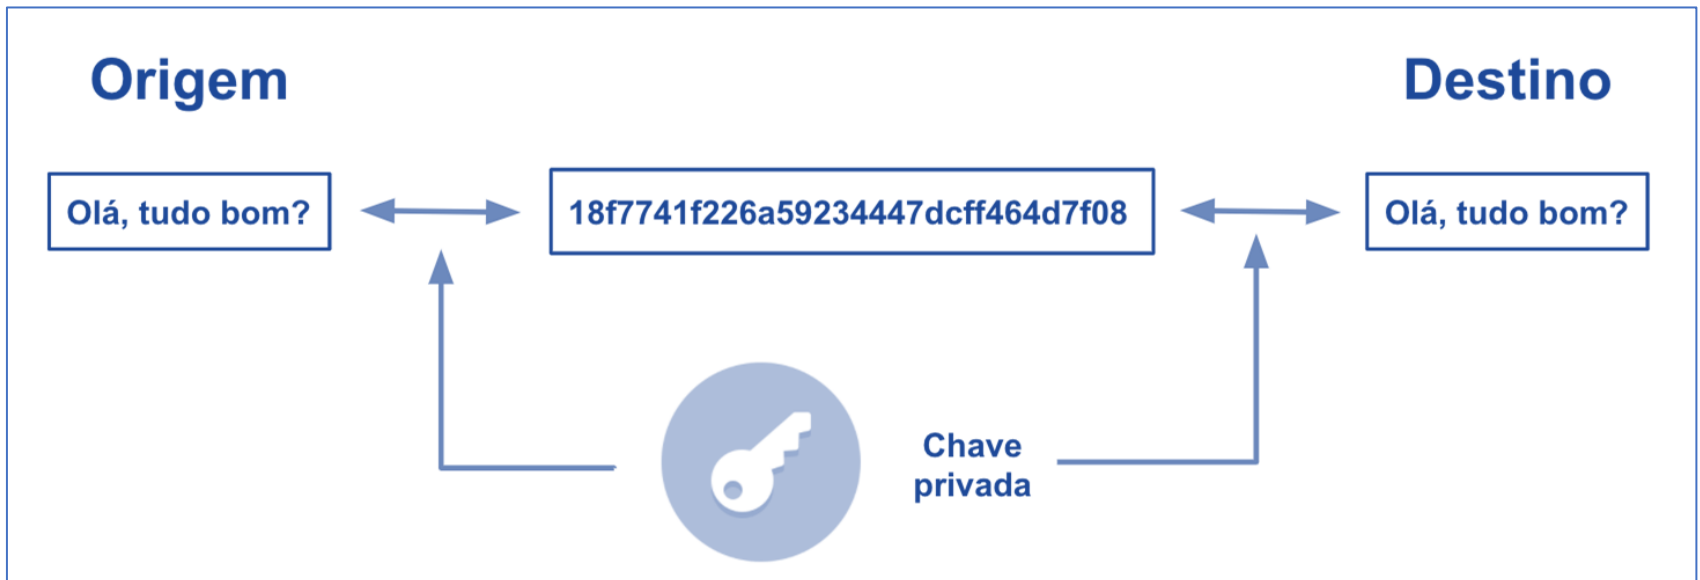 Origem
Destino
Olá, tudo bom?
18f7741f226a59234447dcff464d7f08
Olá, tudo bom?
Chave
privada